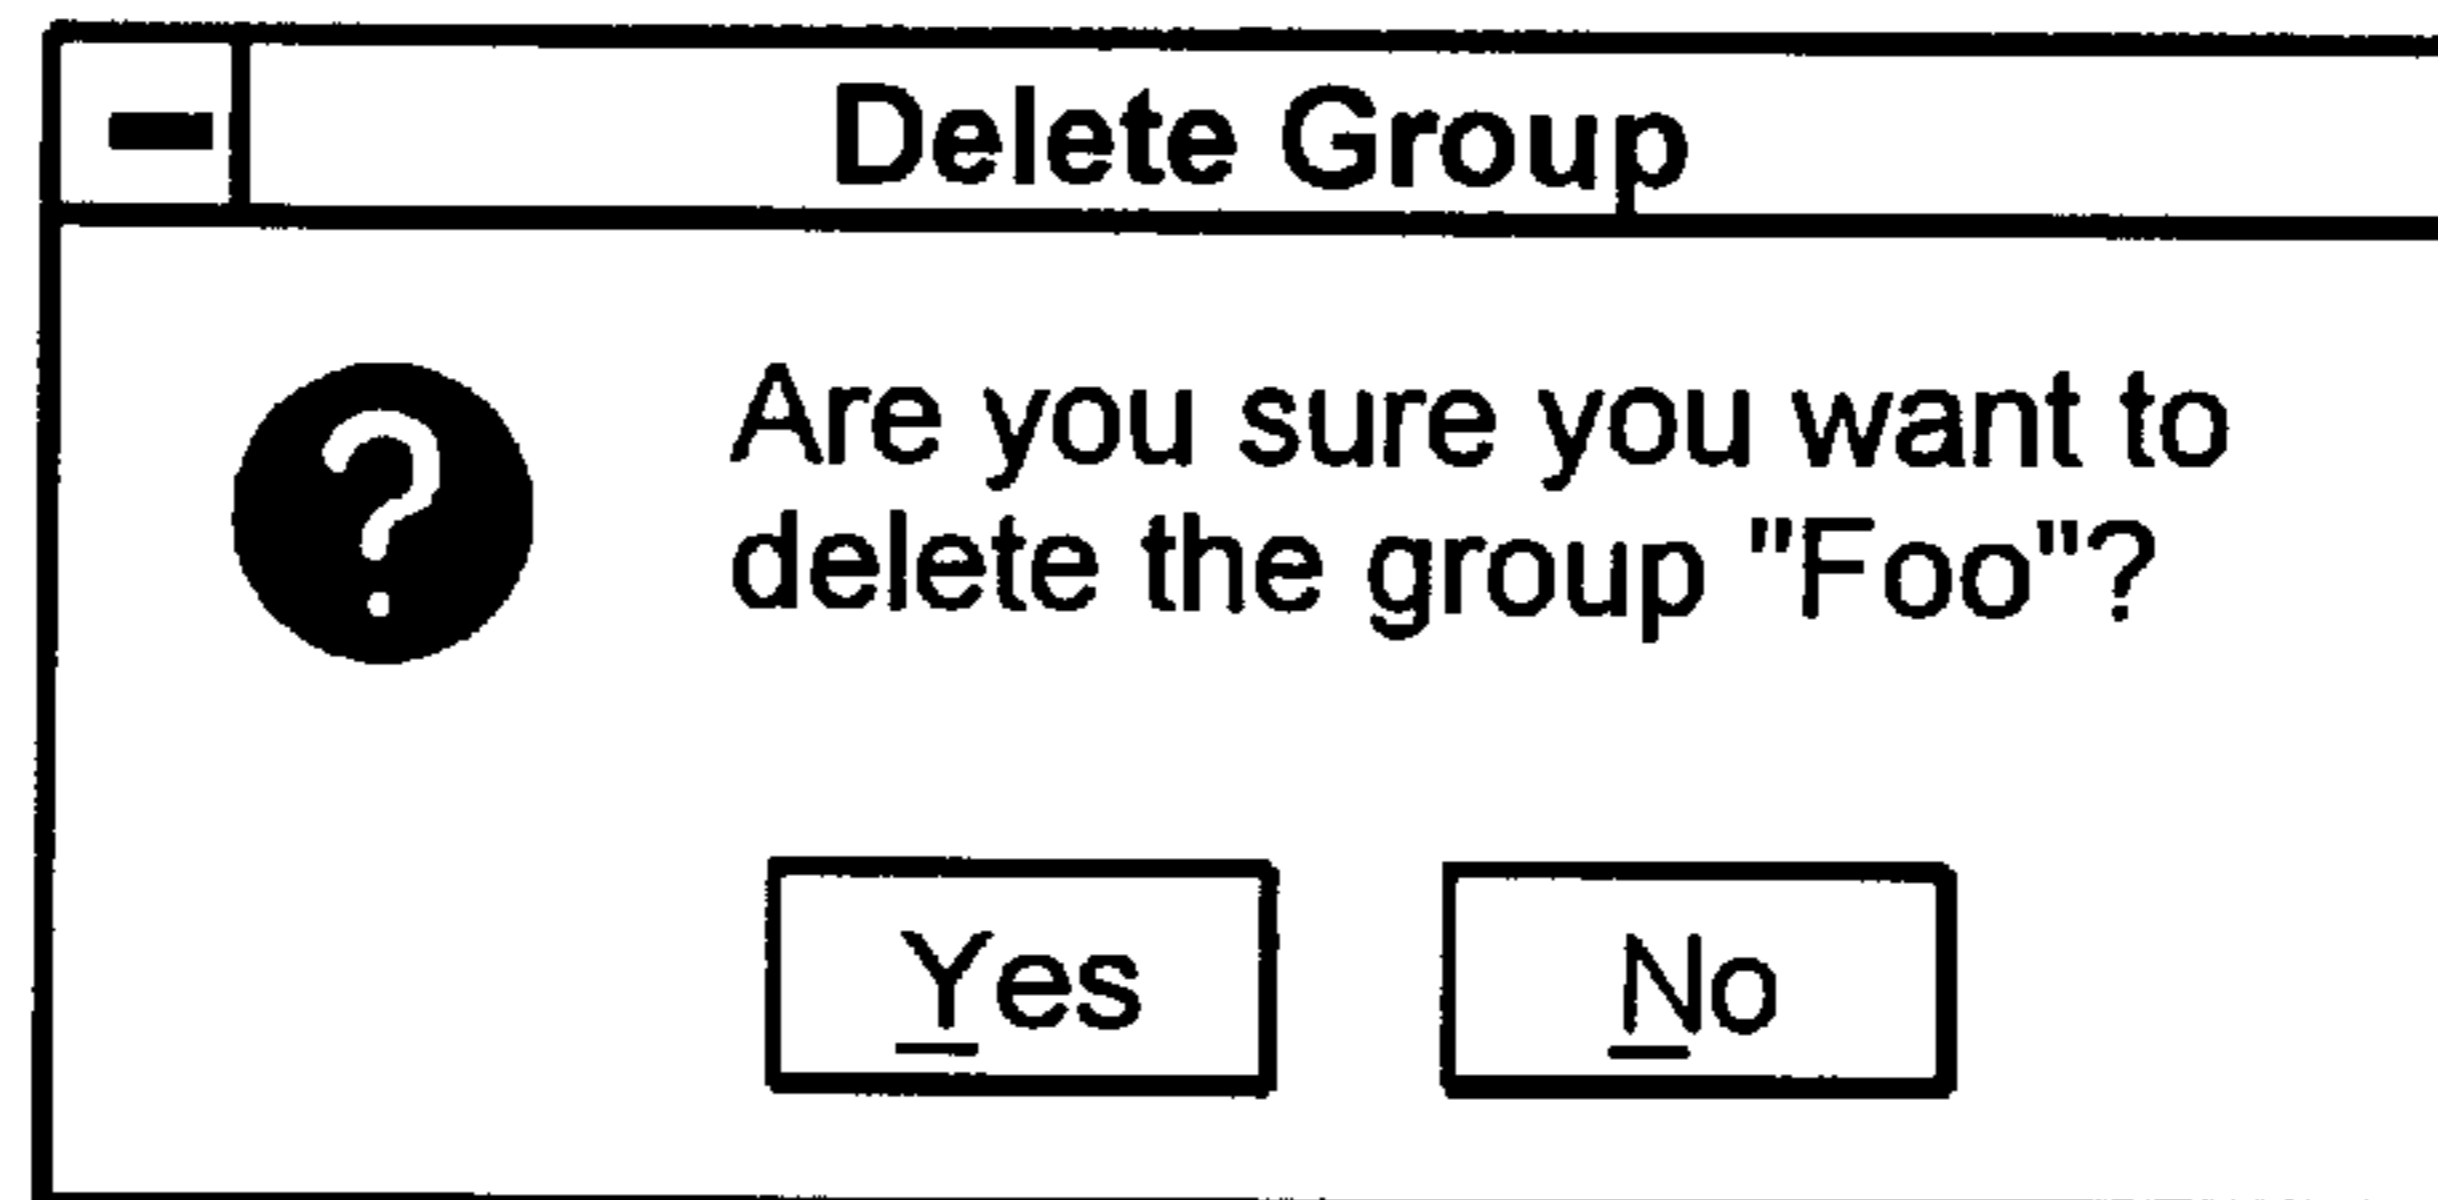 Delete Group
Are you sure you want to
delete the group "Foo"?
Yes
No